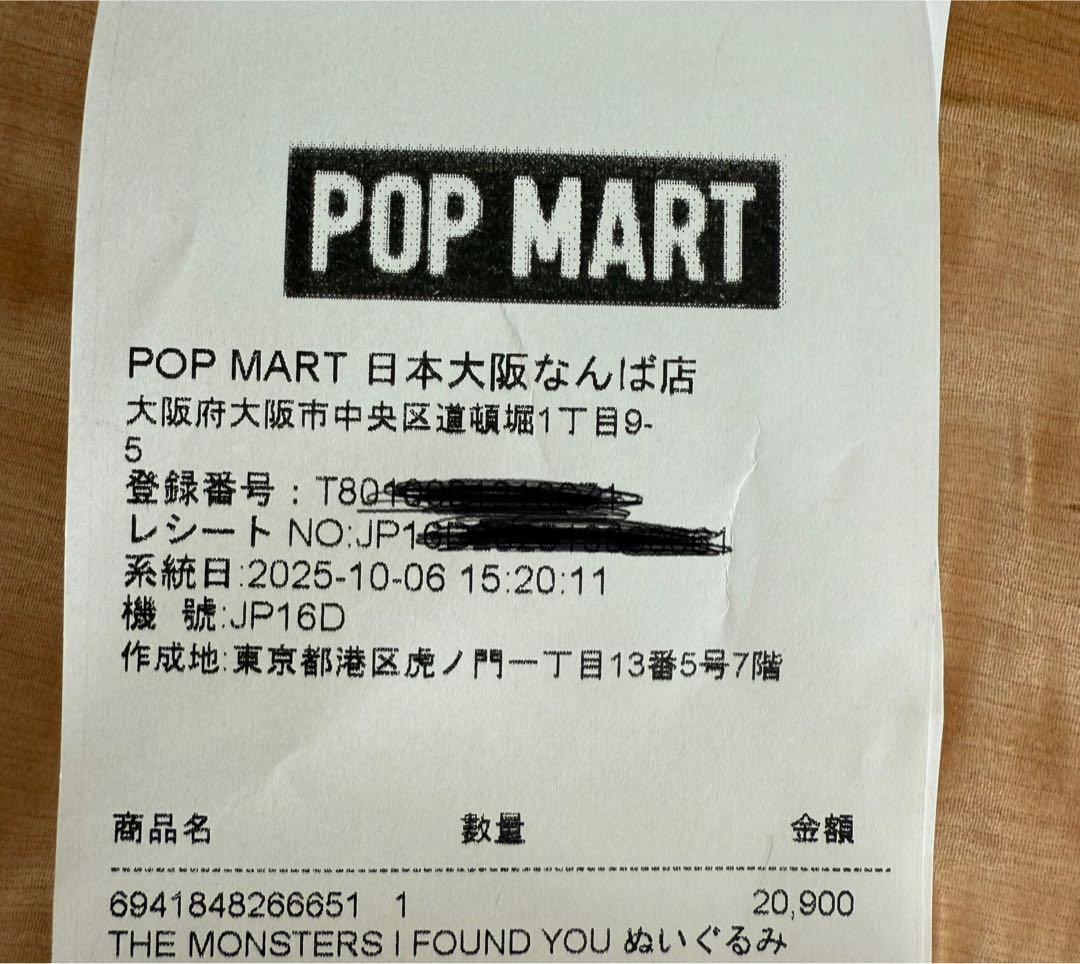 POP MART
POP MART 日本大阪なんば店
大阪府大阪市中央区道頓堀1丁目9-
5
登録番号：T80
レシート NO:JP16
系統日:2025-10-06 15:20:11
機 號:JP16D
作成地:東京都港区虎ノ門一丁目13番5号7階
商品名 數量 金額
6941848266651 1 20,900
THE MONSTERS I FOUND YOU ぬいぐるみ